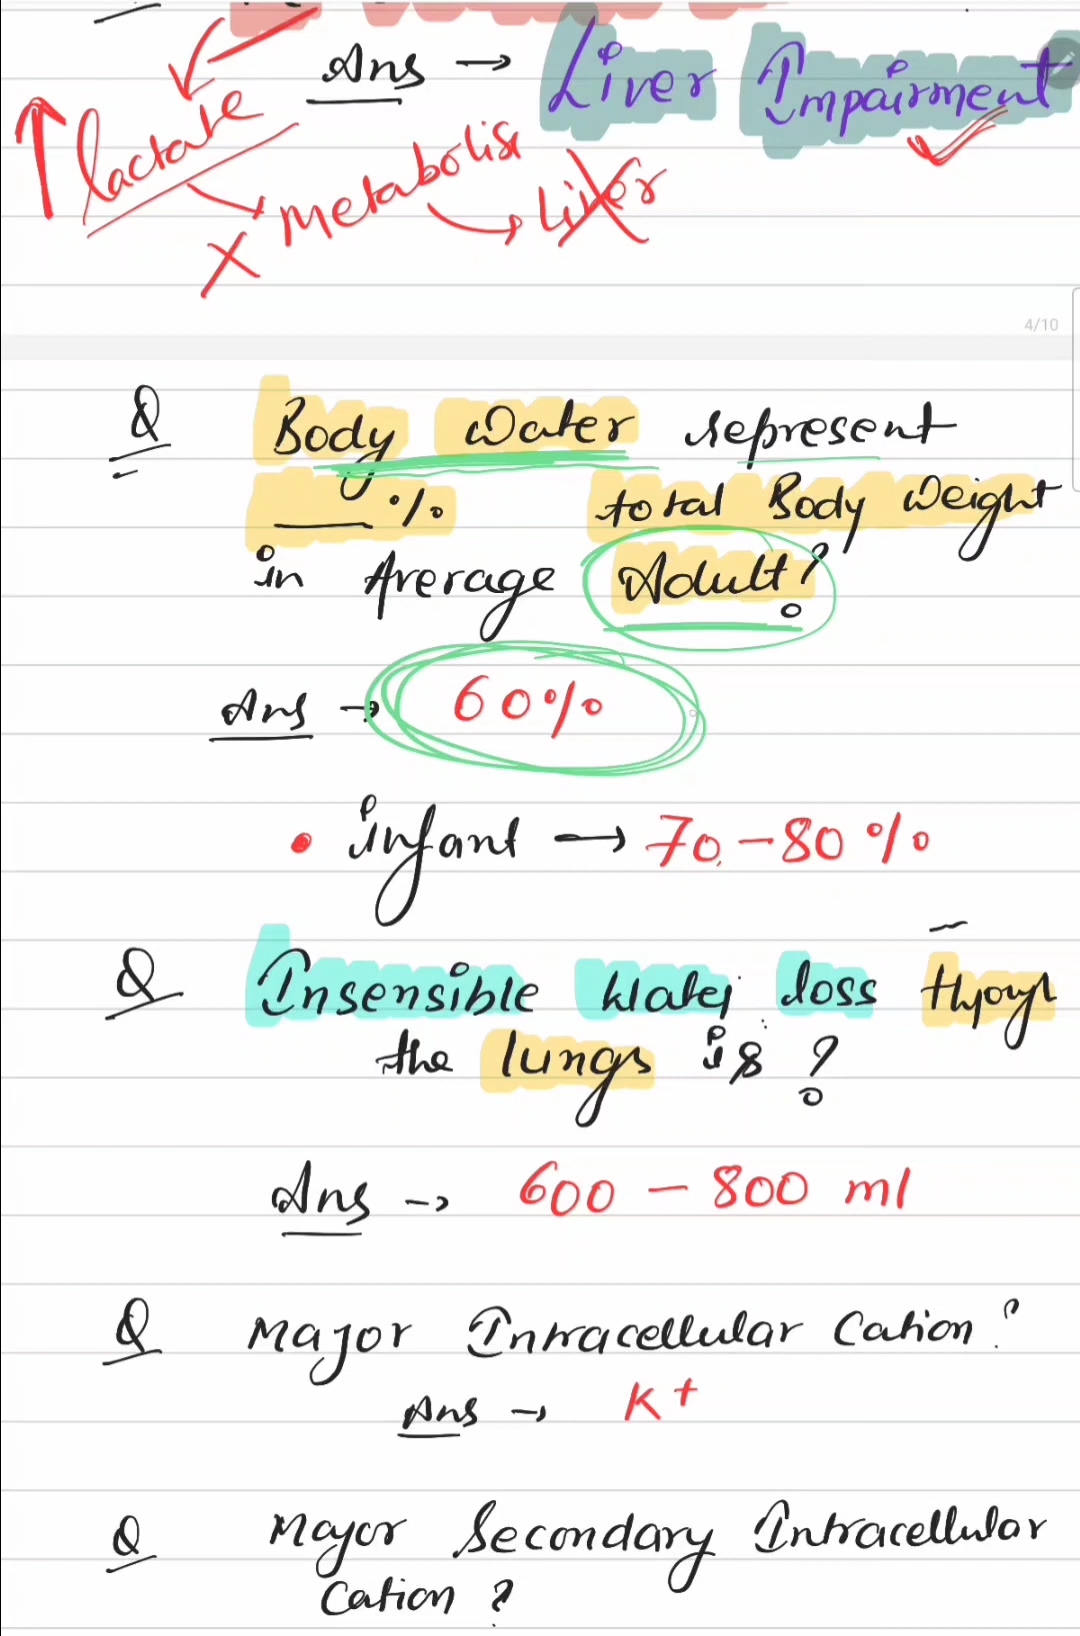 Ans → Liver Impairment
↑ lactate
× metabolise → Liver
4/10
Q Body Water represent
___% total Body Weight
in Average Adult?
Ans → 60%
• infant → 70-80%
Q Insensible Water loss
the lungs is ?
Ans → 600 - 800 ml
Q Major Intracellular Cation?
Ans → K+
Q Major Secondary Intracellular
Cation ?